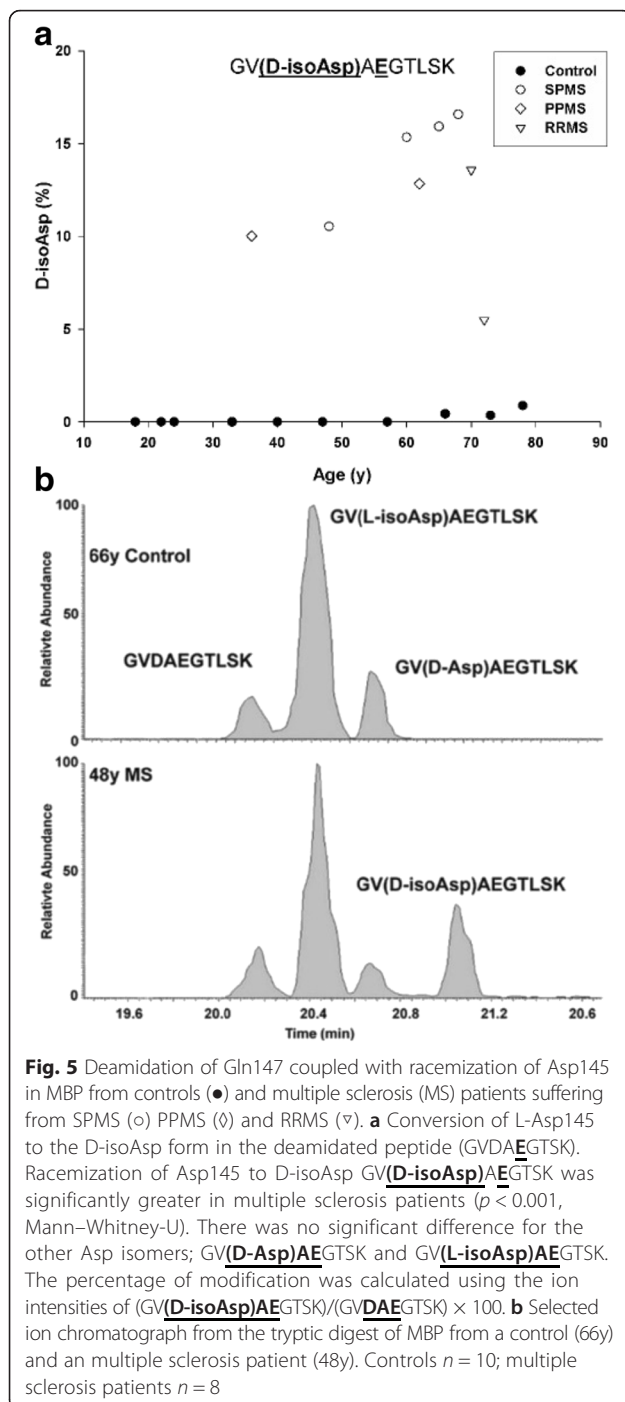 a
20
15
10
5
0
D-isoAsp (%)
GV(D-isoAsp)AEGTLSK
Control
SPMS
PPMS
RRMS
10 20 30 40 50 60 70 80 90
Age (y)
b
100
50
0
Relativte Abundance
66y Control
GV(L-isoAsp)AEGTLSK
GVDAEGTLSK
GV(D-Asp)AEGTLSK
100
50
0
Relativte Abundance
48y MS
GV(D-isoAsp)AEGTLSK
19.6 20.0 20.4 20.8 21.2 20.6
Time (min)
Fig. 5 Deamidation of Gln147 coupled with racemization of Asp145
in MBP from controls (●) and multiple sclerosis (MS) patients suffering
from SPMS (○) PPMS (◊) and RRMS (▿). a Conversion of L-Asp145
to the D-isoAsp form in the deamidated peptide (GVDAEGTSK).
Racemization of Asp145 to D-isoAsp GV(D-isoAsp)AEGTSK was
significantly greater in multiple sclerosis patients (p < 0.001,
Mann–Whitney-U). There was no significant difference for the
other Asp isomers; GV(D-Asp)AEGTSK and GV(L-isoAsp)AEGTSK.
The percentage of modification was calculated using the ion
intensities of (GV(D-isoAsp)AEGTSK)/(GVDAEGTSK) × 100. b Selected
ion chromatograph from the tryptic digest of MBP from a control (66y)
and an multiple sclerosis patient (48y). Controls n = 10; multiple
sclerosis patients n = 8